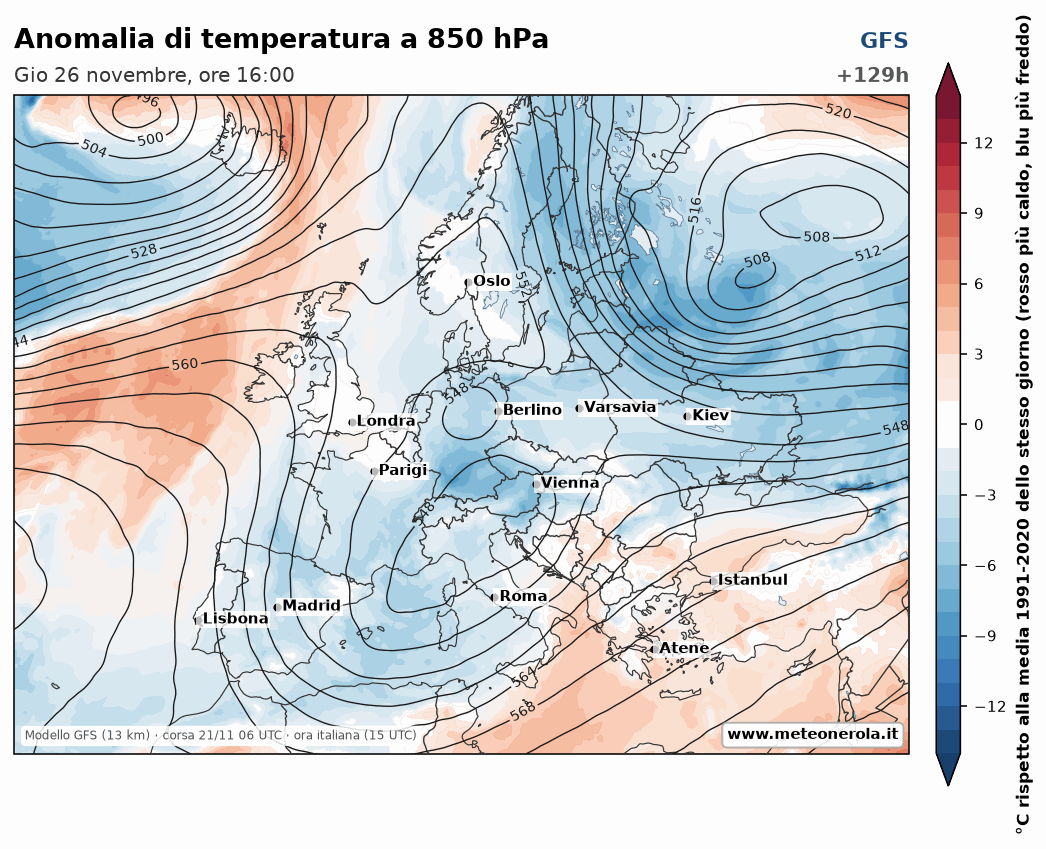 Anomalia di temperatura a 850 hPa
GFS
Gio 26 novembre, ore 16:00
+129h
496
500
504
520
516
528
508
508
512
552
44
560
548
548
548
564
568
Oslo
Berlino
Varsavia
Kiev
Londra
Parigi
Vienna
Istanbul
Madrid
Roma
Lisbona
Atene
Modello GFS (13 km) · corsa 21/11 06 UTC · ora italiana (15 UTC)
www.meteonerola.it
12
9
6
3
0
−3
−6
−9
−12
°C rispetto alla media 1991-2020 dello stesso giorno (rosso più caldo, blu più freddo)